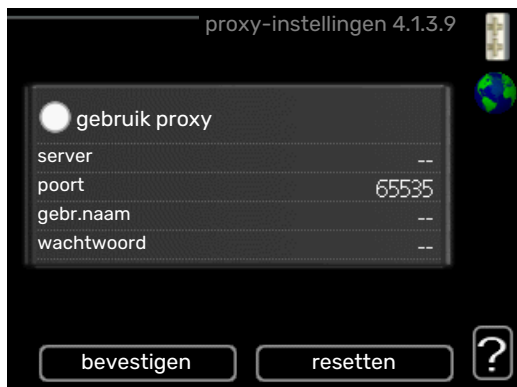 proxy-instellingen 4.1.3.9
gebruik proxy
server --
poort 65535
gebr.naam --
wachtwoord --
bevestigen resetten ?